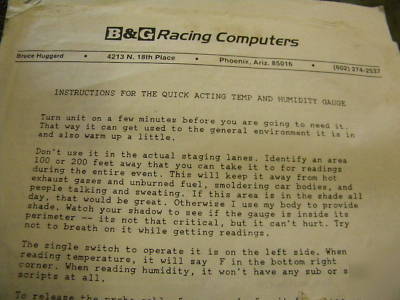 B&G Racing Computers
Bruce Huggard • 4213 N. 18th Place • Phoenix, Ariz. 85016 • (602) 274-2537
INSTRUCTIONS FOR THE QUICK ACTING TEMP AND HUMIDITY GAUGE
Turn unit on a few minutes before you are going to need it.
That way it can get used to the general environment it is in
and also warm up a little.
Don't use it in the actual staging lanes. Identify an area
100 or 200 feet away that you can take it to for readings
during the entire event. This will keep it away from hot
exhaust gases and unburned fuel, smoldering car bodies, and
people talking and sweating. If this area is in the shade all
day, that would be great. Otherwise I use my body to provide
shade. Watch your shadow to see if the gauge is inside its
perimeter -- its not that critical, but it can't hurt. Try
not to breath on it while getting readings.
The single switch to operate it is on the left side. When
reading temperature, it will say F in the bottom right
corner. When reading humidity, it won't have any sub or s
scripts at all.
To release the probe